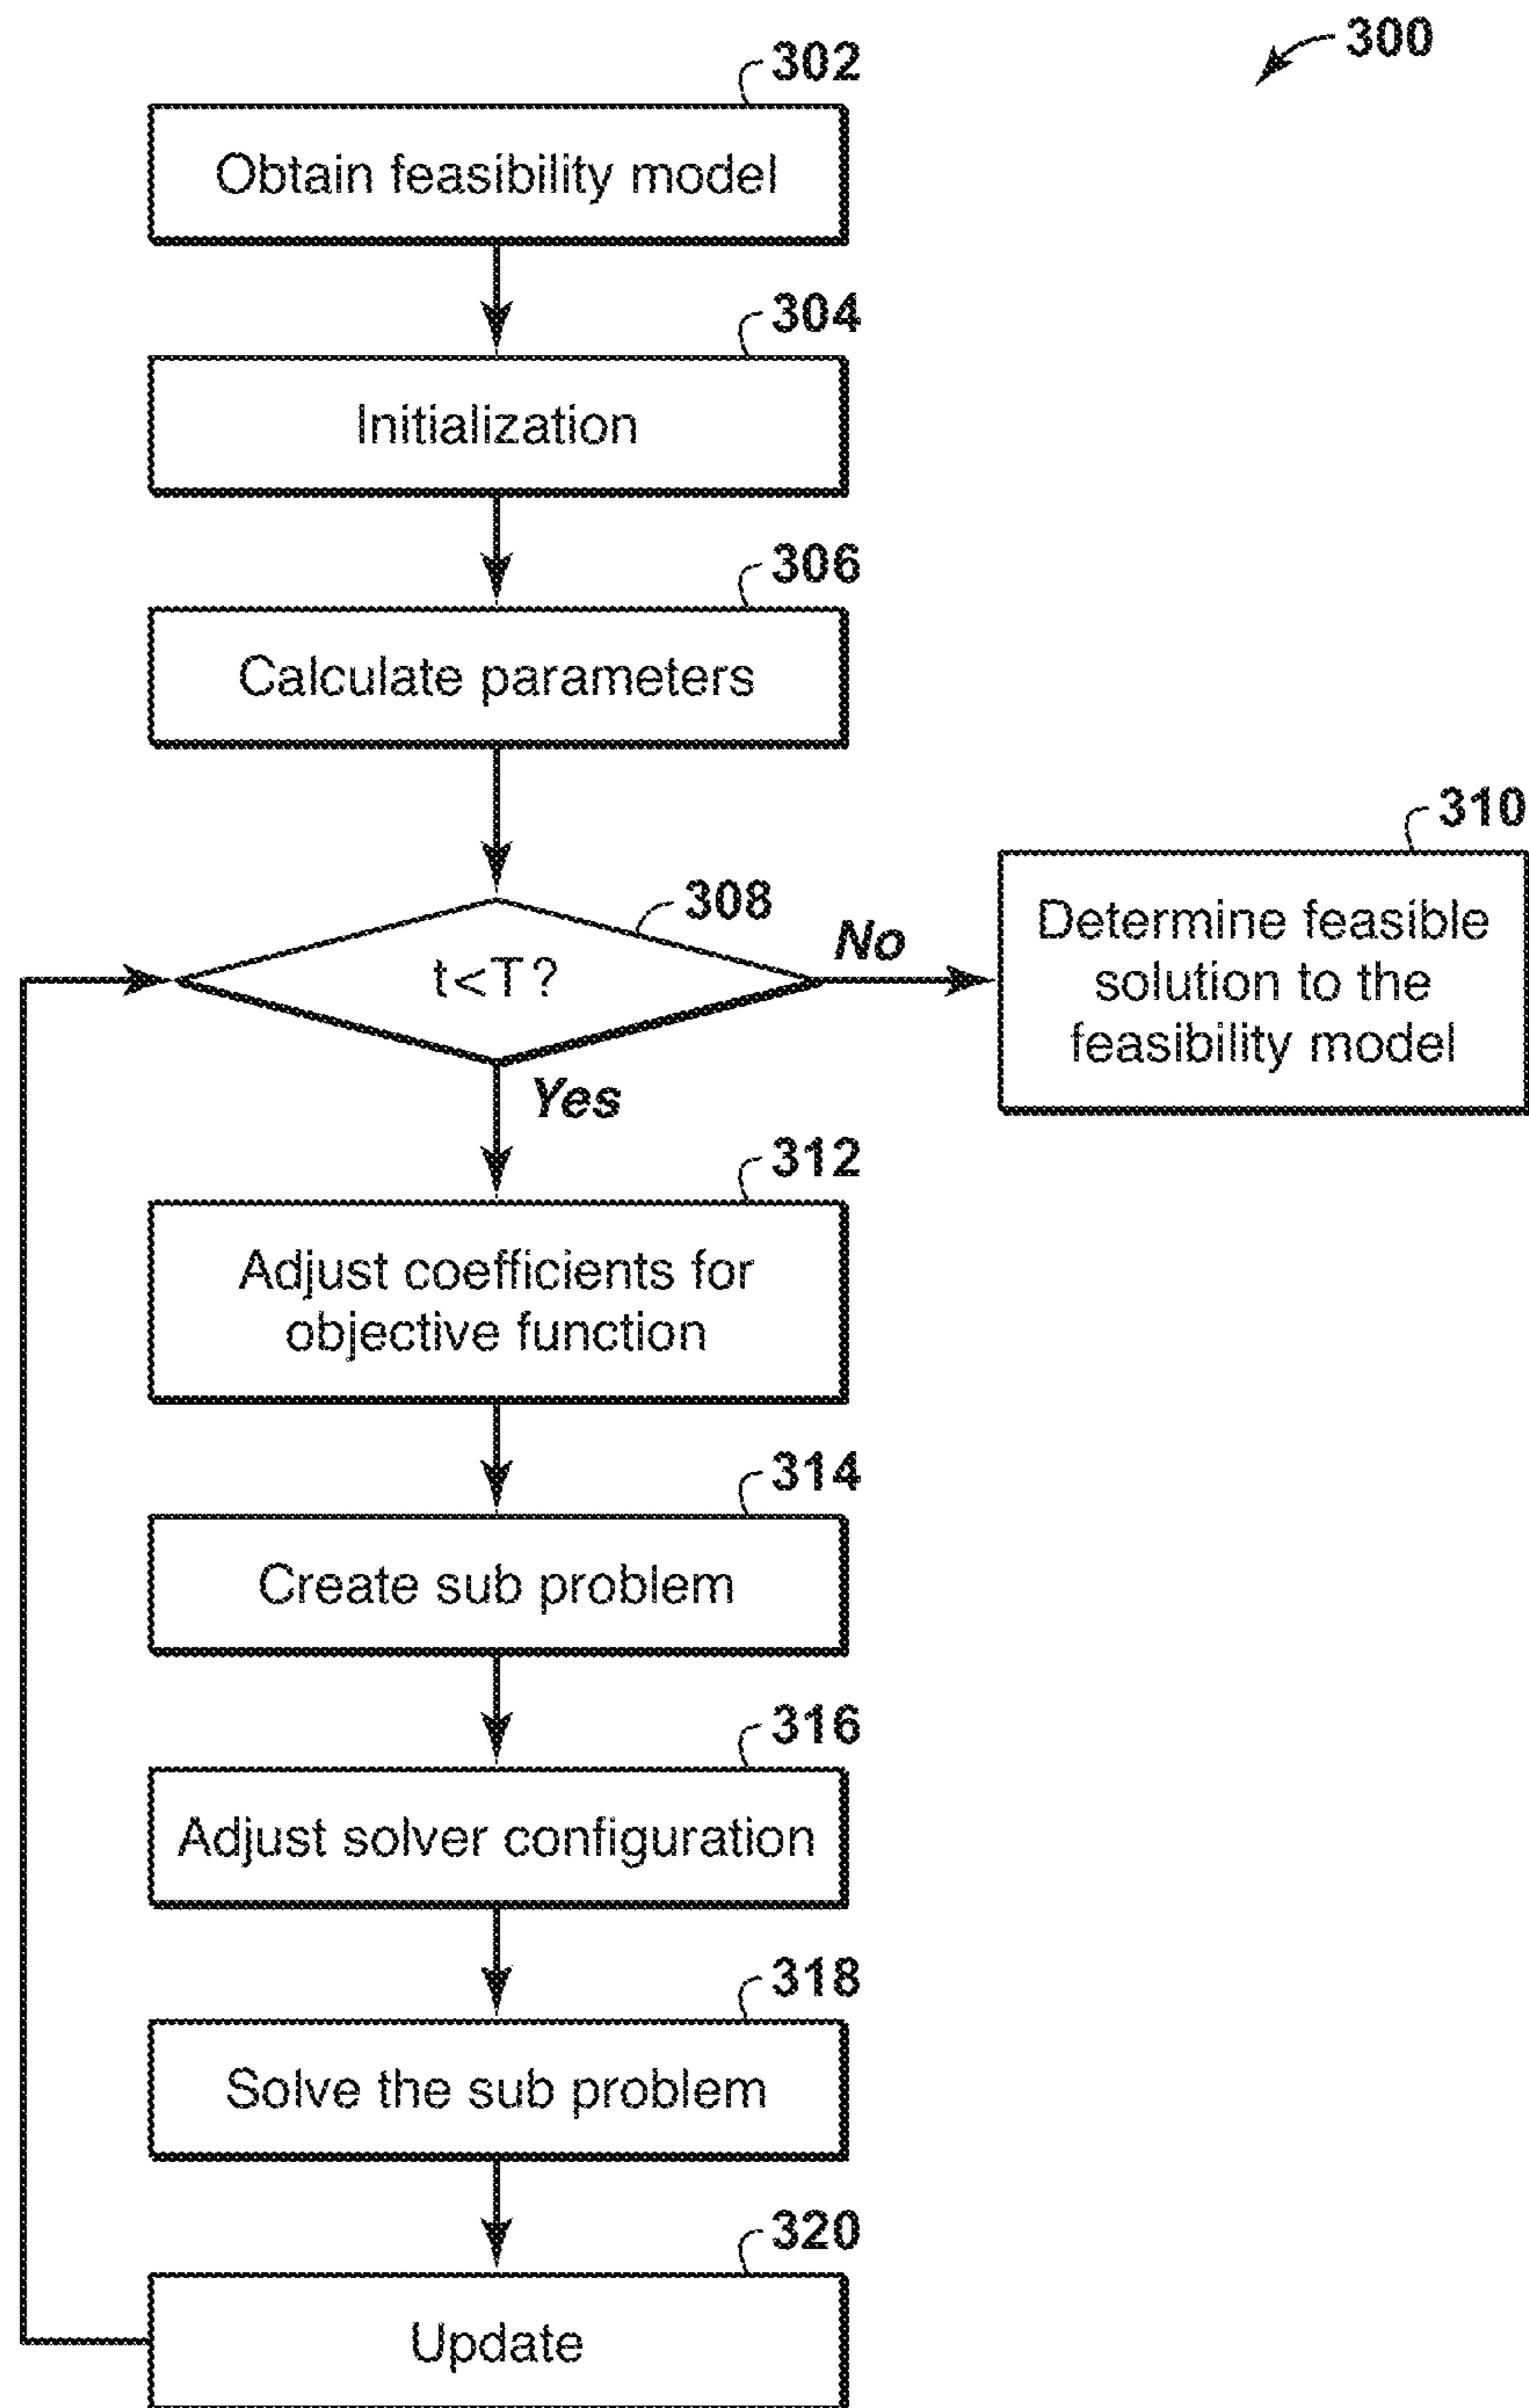 300
302
Obtain feasibility model
304
Initialization
306
Calculate parameters
308
t<T?
No
310
Determine feasible
solution to the
feasibility model
Yes
312
Adjust coefficients for
objective function
314
Create sub problem
316
Adjust solver configuration
318
Solve the sub problem
320
Update